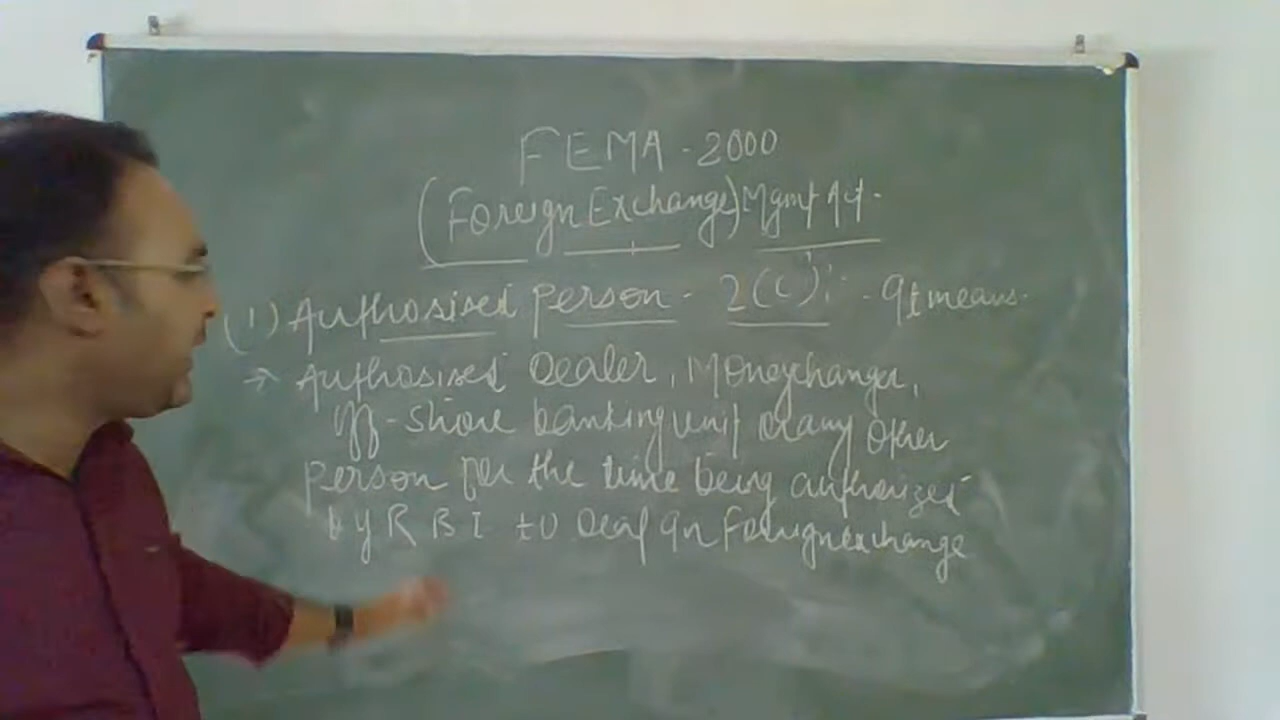 FEMA - 2000
(Foreign Exchange) Mgmt Act.
(1) Authorised person - 2(c): - It means.
→ Authorised Dealer, Moneychanger,
off-shore banking unit or any other
person for the time being authorized
by RBI to deal in Foreign exchange